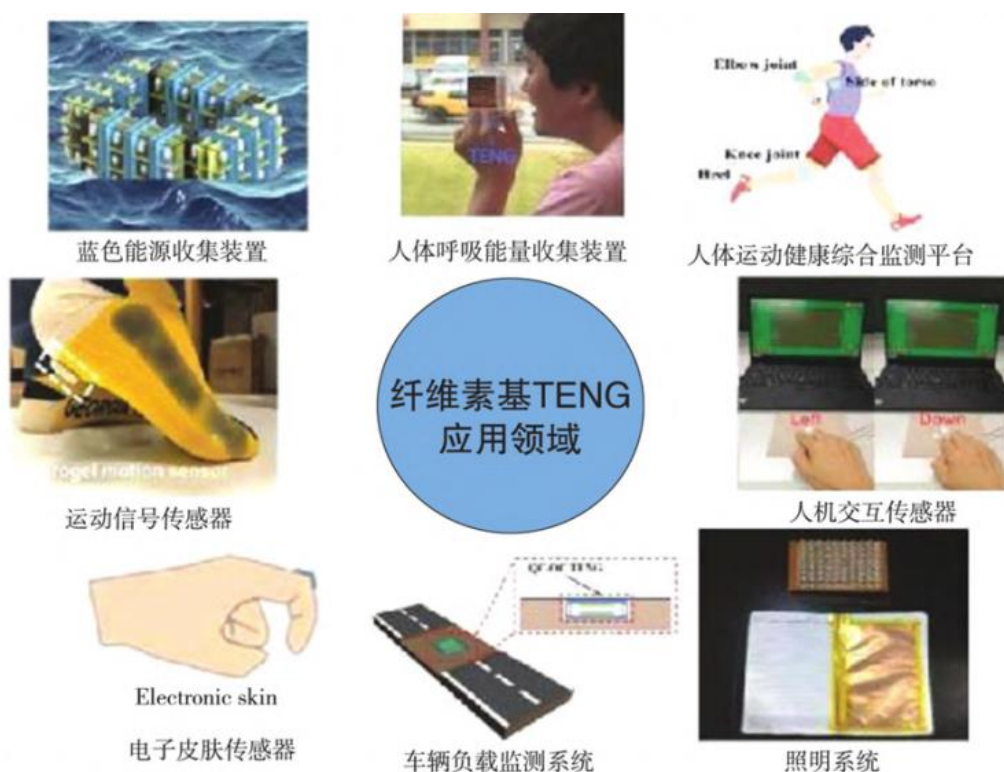 Elbow joint
Side of torso
Knee joint
Heel
TENG
蓝色能源收集装置
人体呼吸能量收集装置
人体运动健康综合监测平台
纤维素基TENG
应用领域
Left
Down
rogel motion sensor
运动信号传感器
人机交互传感器
TENG
Electronic skin
电子皮肤传感器
车辆负载监测系统
照明系统